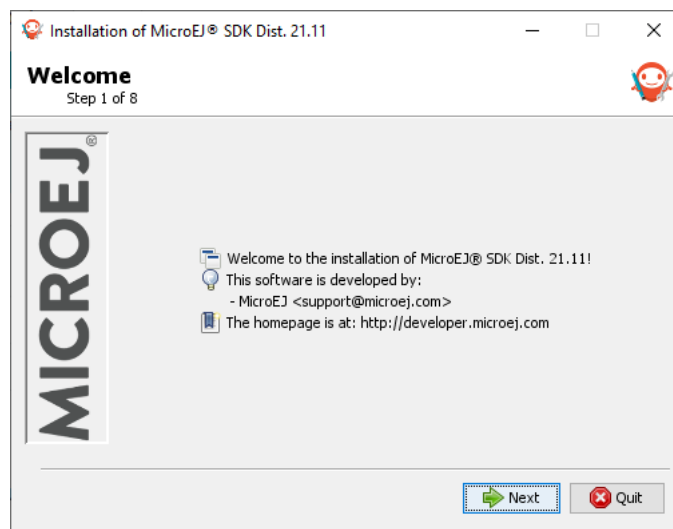 Installation of MicroEJ® SDK Dist. 21.11
Welcome
Step 1 of 8
MICROEJ®
Welcome to the installation of MicroEJ® SDK Dist. 21.11!
This software is developed by:
- MicroEJ <support@microej.com>
The homepage is at: http://developer.microej.com
Next
Quit